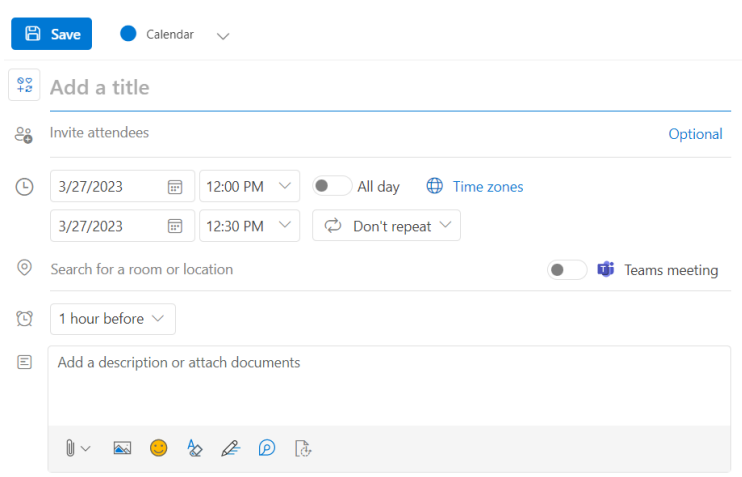 Save Calendar
Add a title
Invite attendees Optional
3/27/2023 12:00 PM All day Time zones
3/27/2023 12:30 PM Don't repeat
Search for a room or location Teams meeting
1 hour before
Add a description or attach documents